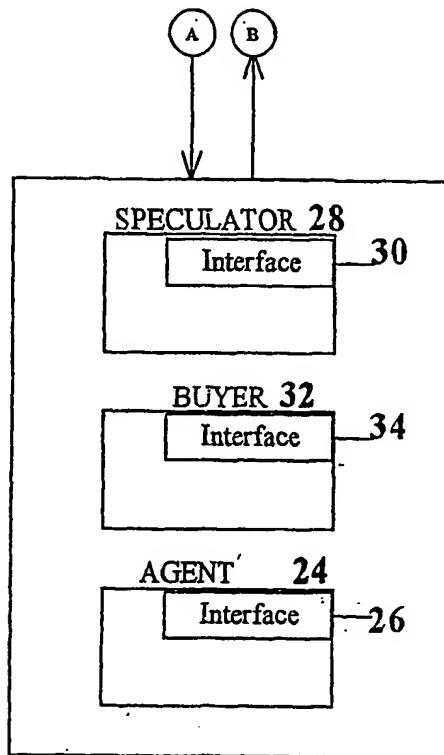 A B
SPECULATOR 28
Interface 30
BUYER 32
Interface 34
AGENT 24
Interface 26